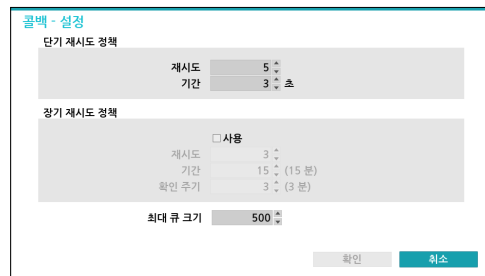 콜백 - 설정
단기 재시도 정책
재시도 5
기간 3 초
장기 재시도 정책
사용
재시도 3
기간 15 (15 분)
확인 주기 3 (3 분)
최대 큐 크기 500
확인 취소